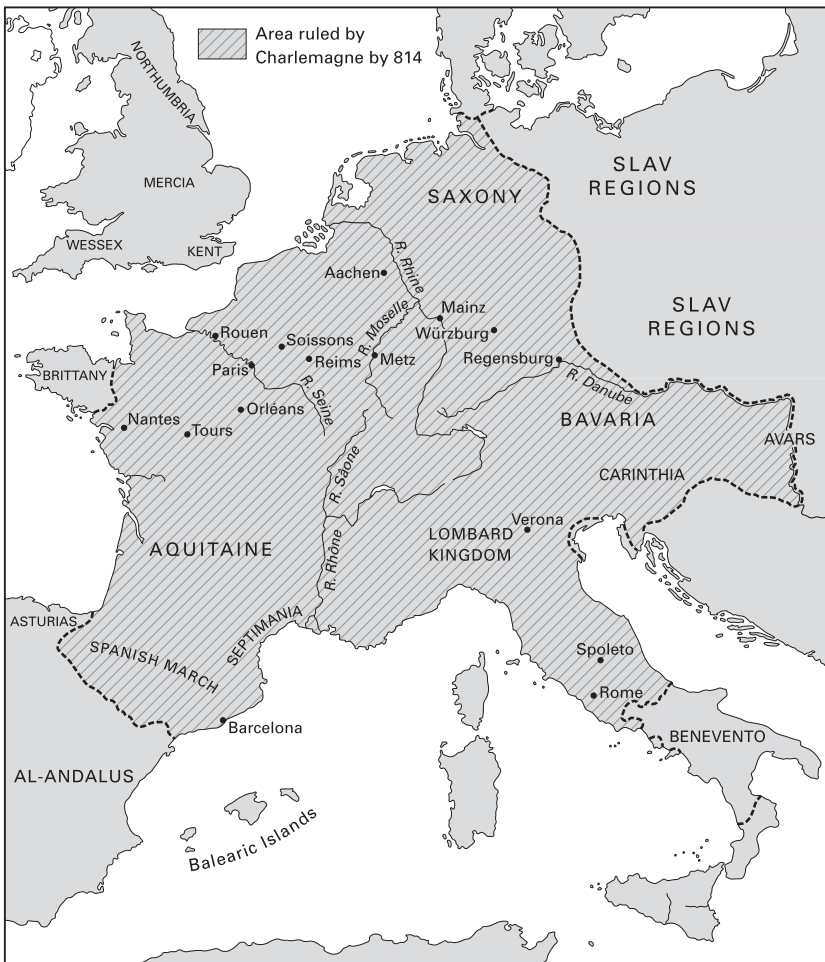 Area ruled by
Charlemagne by 814
NORTHUMBRIA
MERCIA
WESSEX
KENT
SLAV
REGIONS
SAXONY
Aachen
R. Rhine
SLAV
REGIONS
Mainz
Würzburg
R. Moselle
Rouen
Soissons
Reims
Metz
Regensburg
Paris
R. Danube
BRITTANY
R. Seine
Orléans
Nantes
Tours
BAVARIA
AVARS
R. Sâone
CARINTHIA
Verona
LOMBARD
KINGDOM
AQUITAINE
R. Rhône
ASTURIAS
SEPTIMANIA
SPANISH MARCH
Spoleto
Rome
Barcelona
BENEVENTO
AL-ANDALUS
Balearic Islands